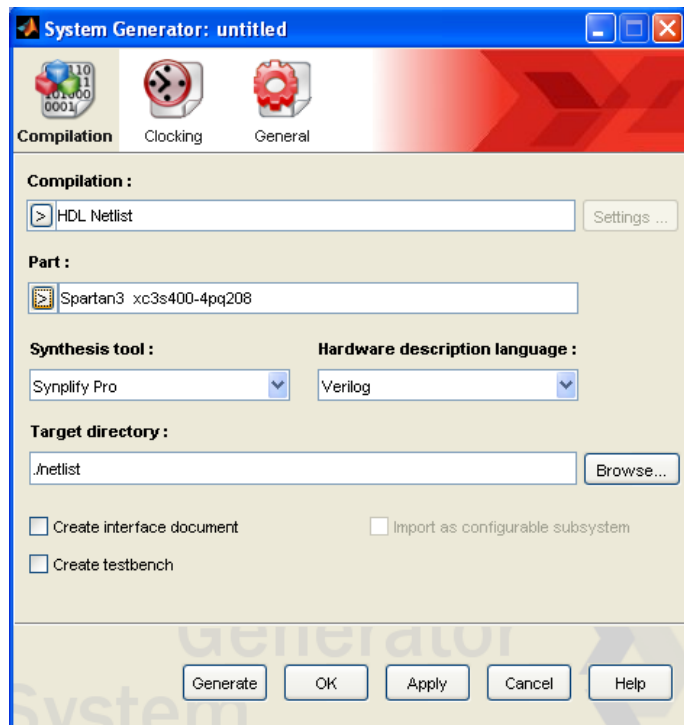 System Generator: untitled
Compilation Clocking General
Compilation :
> HDL Netlist Settings ...
Part :
> Spartan3 xc3s400-4pq208
Synthesis tool : Hardware description language :
Synplify Pro Verilog
Target directory :
./netlist Browse...
Create interface document Import as configurable subsystem
Create testbench
Generator
Generate OK Apply Cancel Help
System